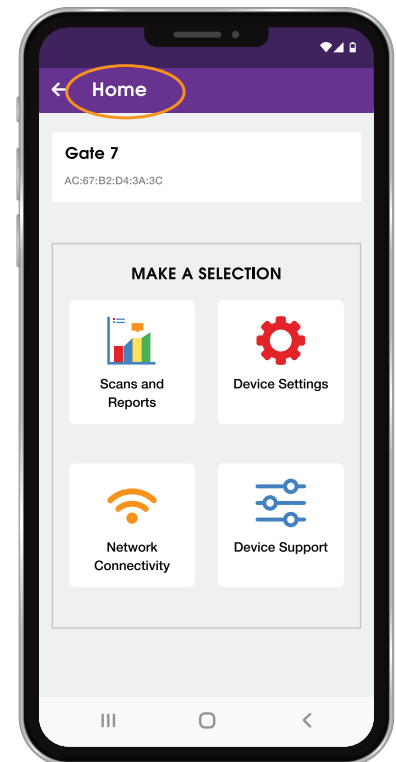 Home
Gate 7
AC:67:B2:D4:3A:3C
MAKE A SELECTION
Scans and
Reports
Device Settings
Network
Connectivity
Device Support